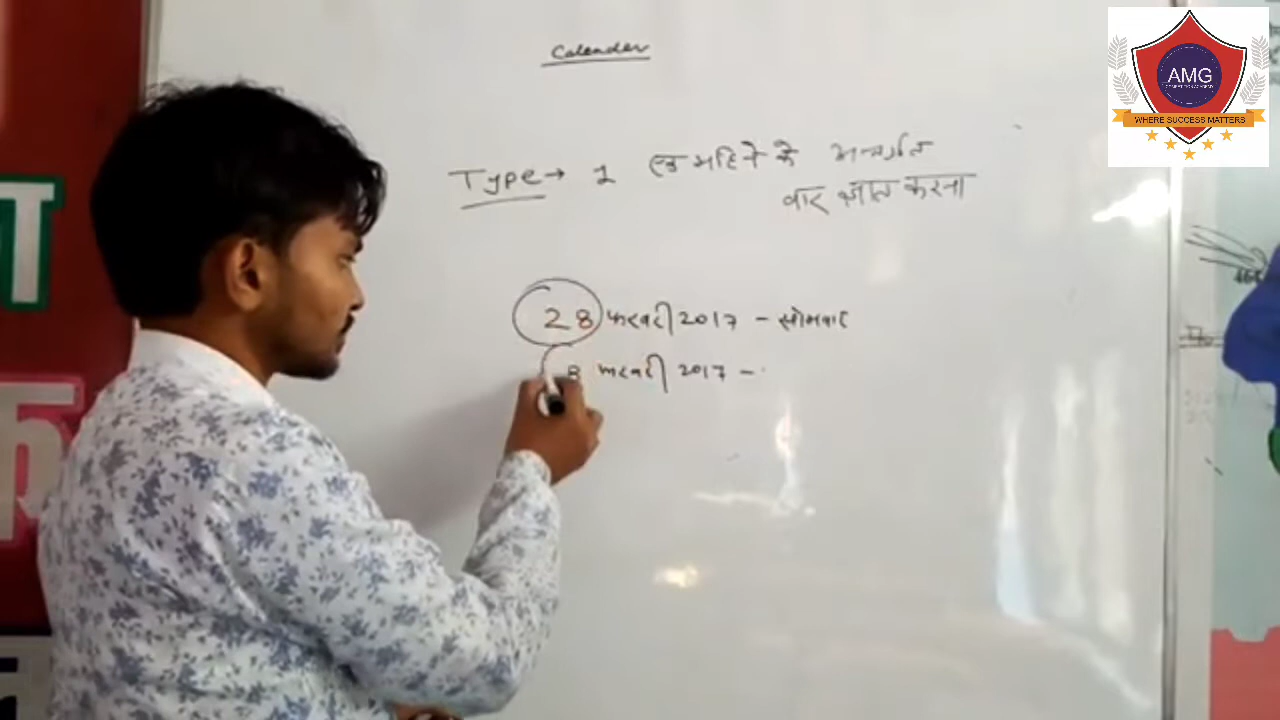 Calender
Type → 1 एक महिने के अन्तर्गत
वार ज्ञात करना
28 फरवरी 2017 - सोमवार
8 फरवरी 2017 -
AMG
WHERE SUCCESS MATTERS